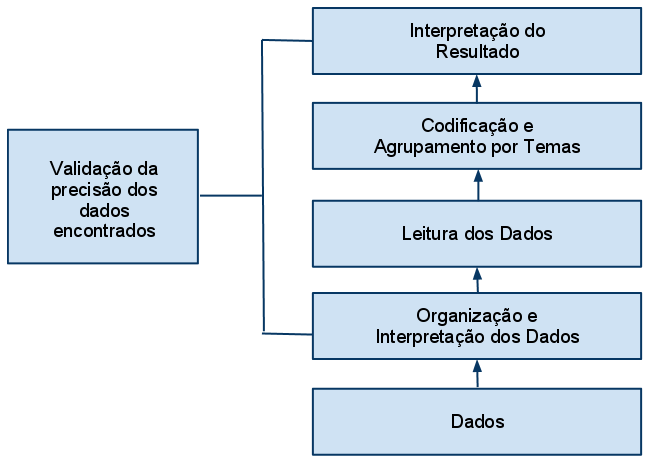 Interpretação do
Resultado
Codificação e
Agrupamento por Temas
Validação da
precisão dos
dados
encontrados
Leitura dos Dados
Organização e
Interpretação dos Dados
Dados